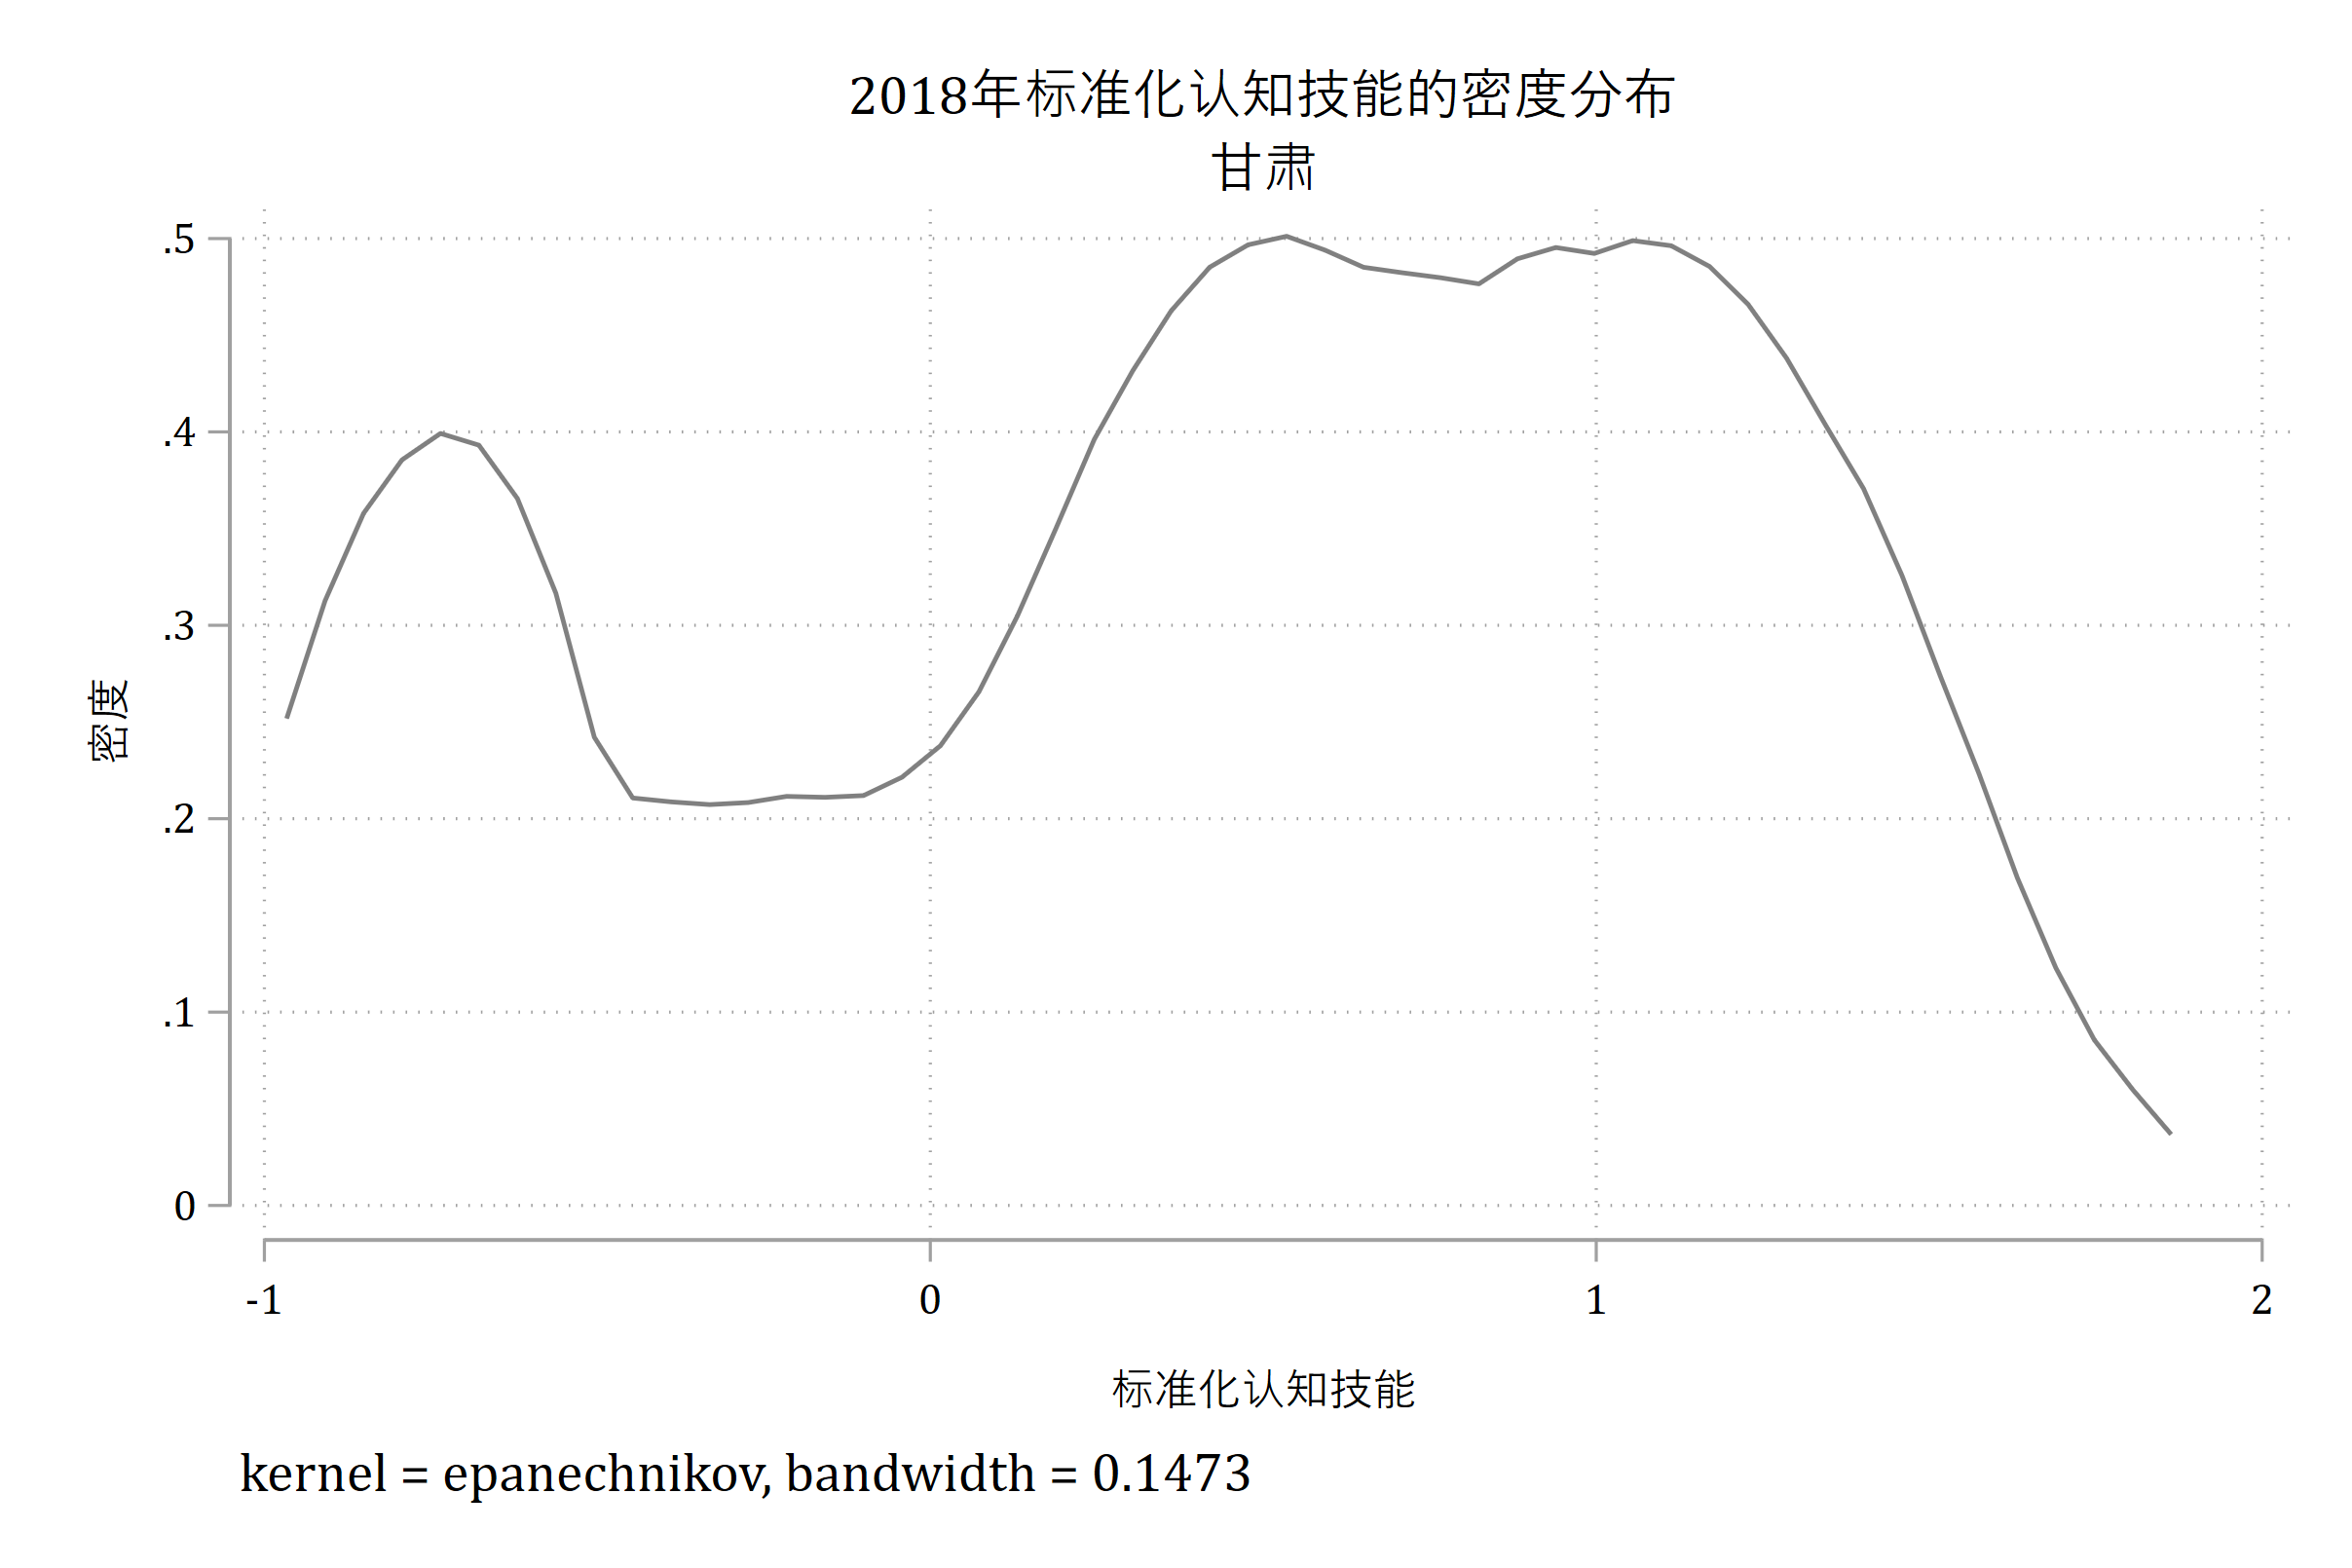 2018年标准化认知技能的密度分布
甘肃
密度
.5
.4
.3
.2
.1
0
-1 0 1 2
标准化认知技能
kernel = epanechnikov, bandwidth = 0.1473